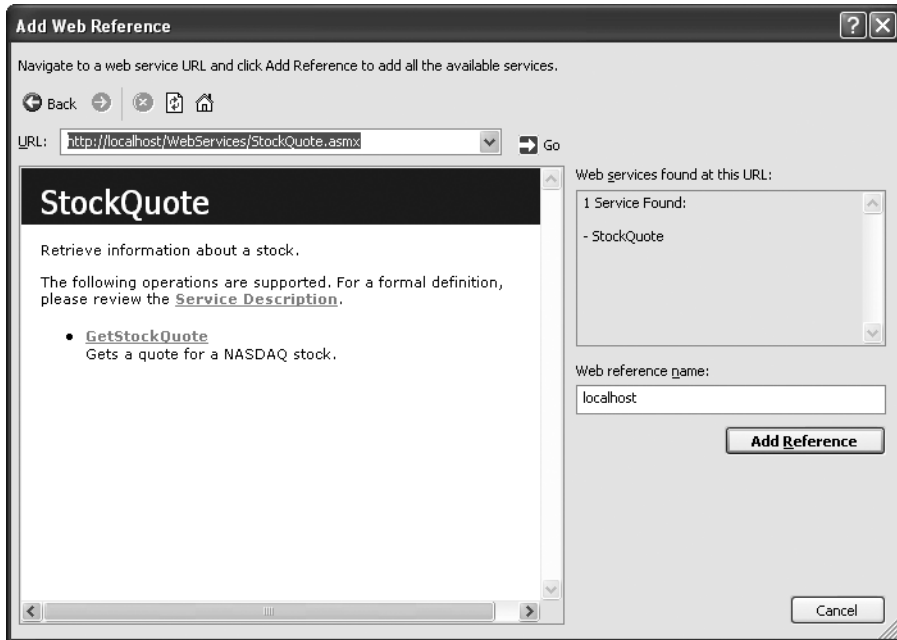 Add Web Reference
Navigate to a web service URL and click Add Reference to add all the available services.
Back
URL: http://localhost/WebServices/StockQuote.asmx Go
StockQuote
Retrieve information about a stock.
The following operations are supported. For a formal definition,
please review the Service Description.
• GetStockQuote
Gets a quote for a NASDAQ stock.
Web services found at this URL:
1 Service Found:
- StockQuote
Web reference name:
localhost
Add Reference
Cancel